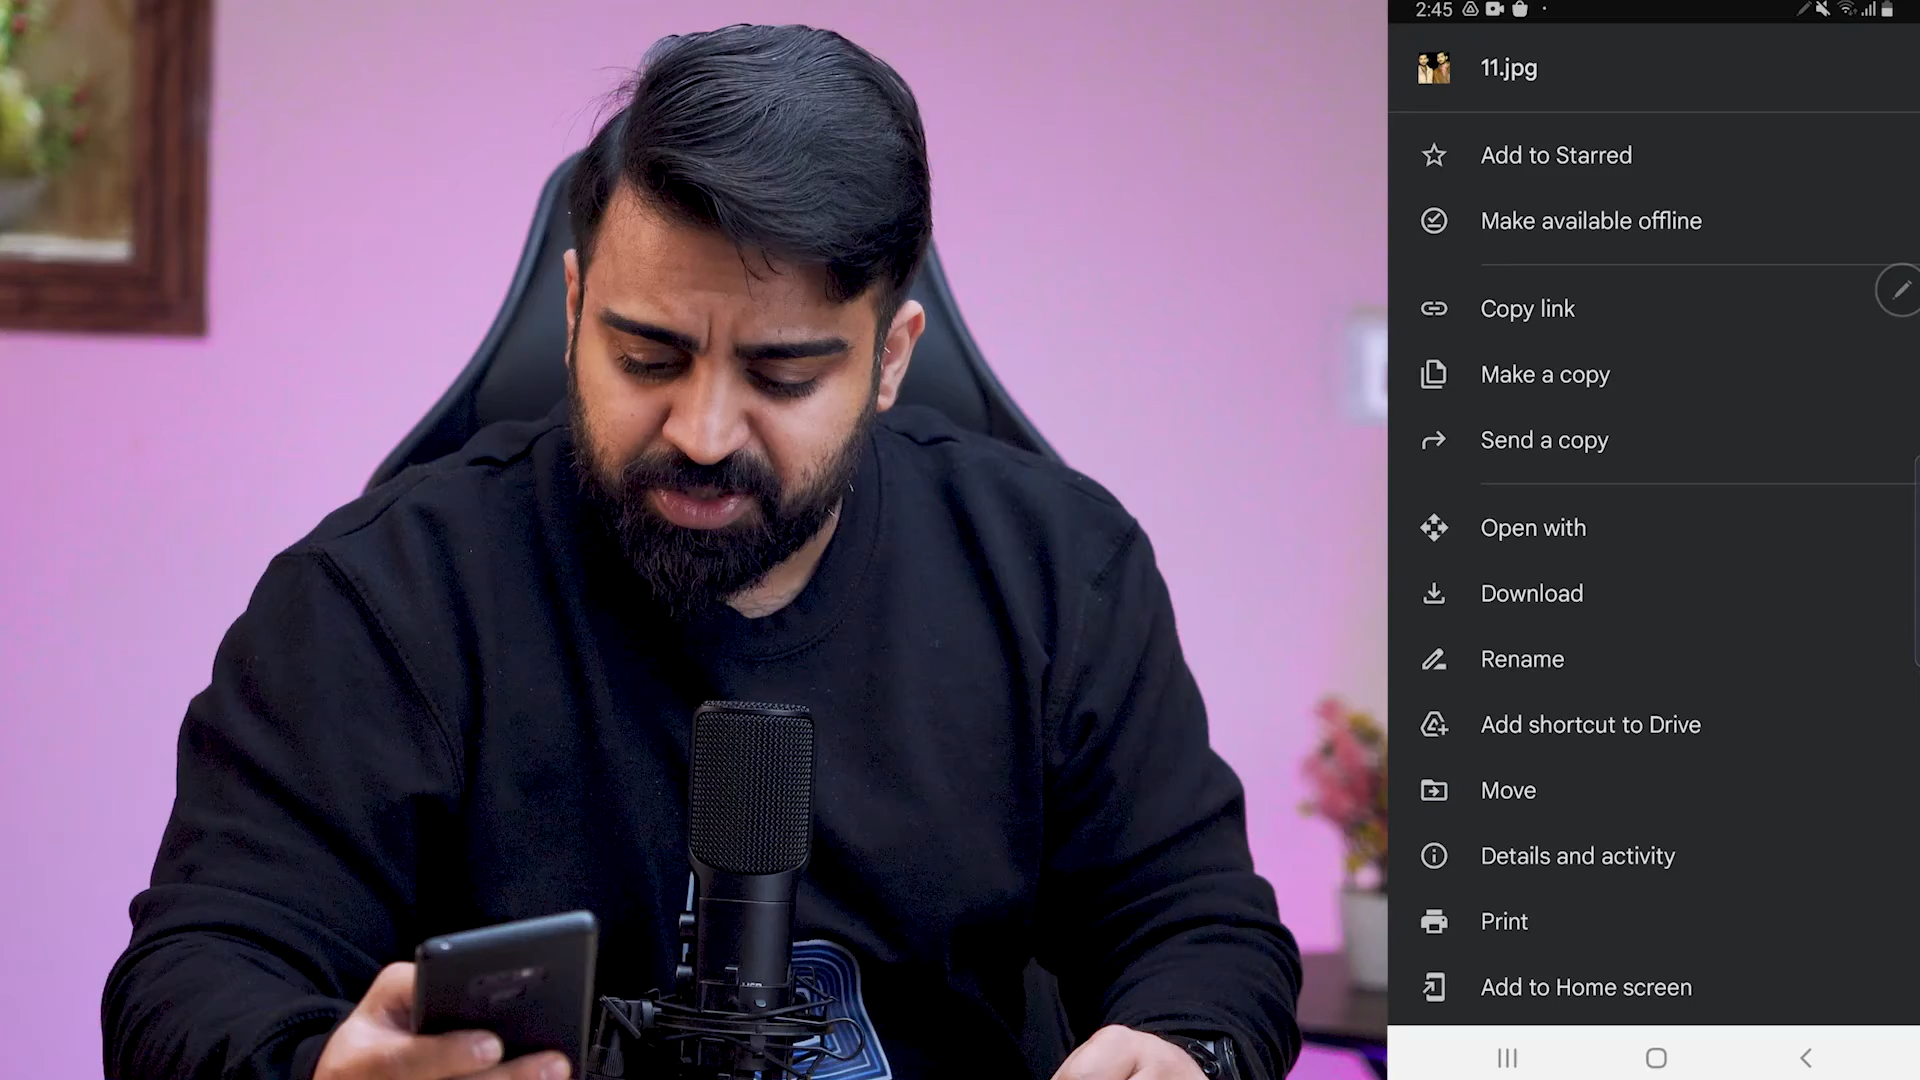 2:45
11.jpg
Add to Starred
Make available offline
Copy link
Make a copy
Send a copy
Open with
Download
Rename
Add shortcut to Drive
Move
Details and activity
Print
Add to Home screen